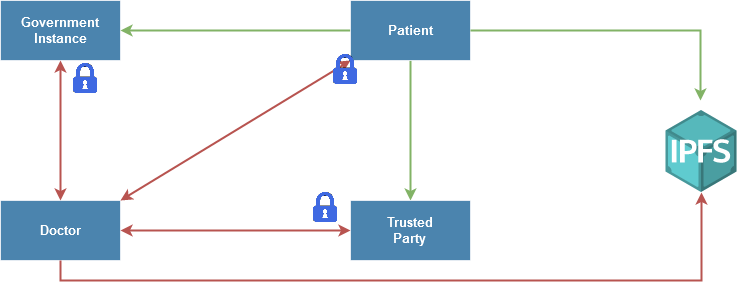 Government
Instance
Patient
IPFS
Doctor
Trusted
Party